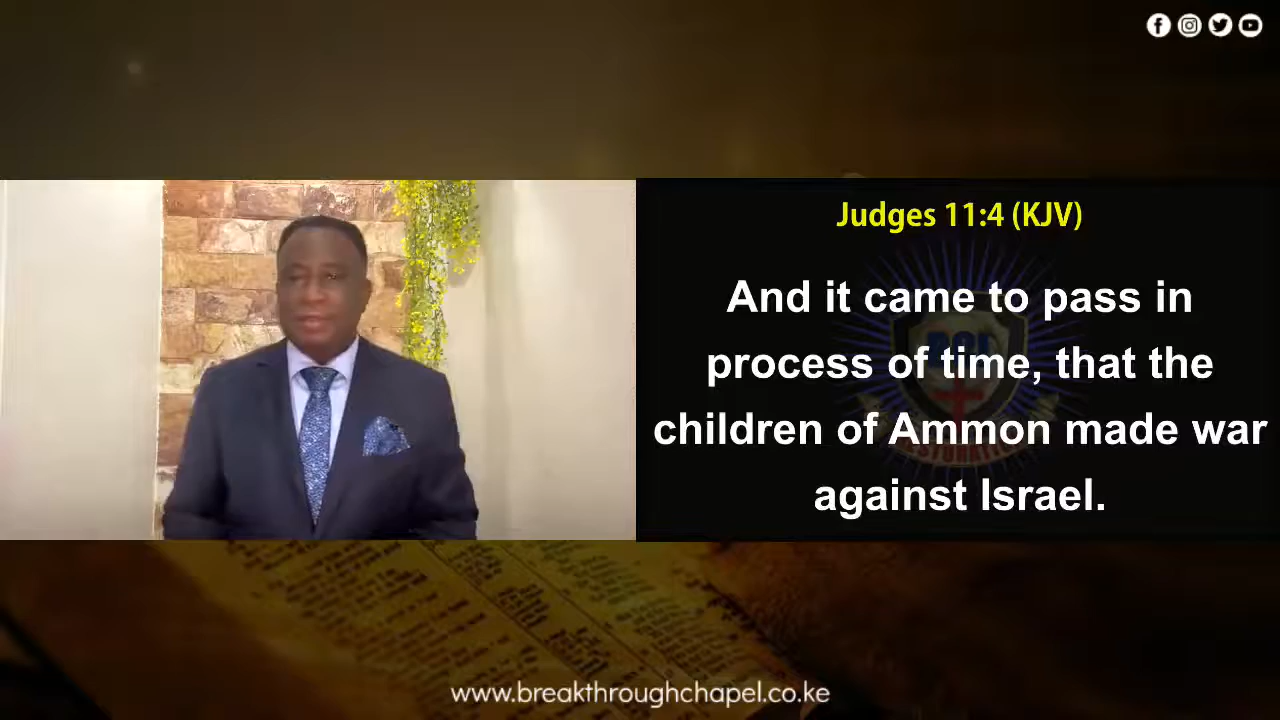 Judges 11:4 (KJV)
And it came to pass in
process of time, that the
children of Ammon made war
against Israel.
www.breakthroughchapel.co.ke